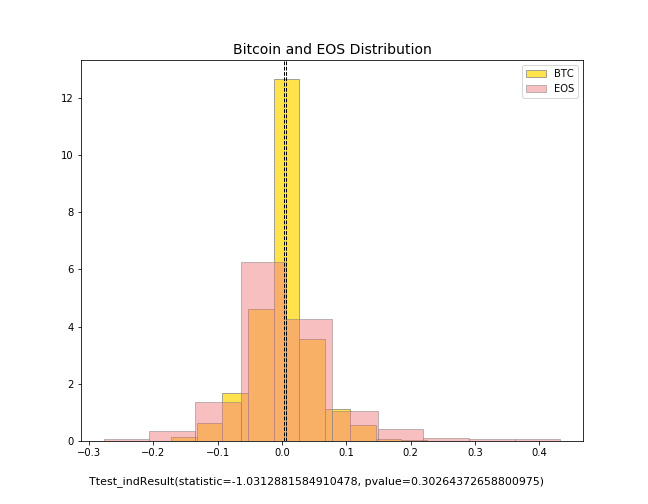 Bitcoin and EOS Distribution
BTC
EOS
12
10
8
6
4
2
0
−0.3 −0.2 −0.1 0.0 0.1 0.2 0.3 0.4
Ttest_indResult(statistic=-1.0312881584910478, pvalue=0.30264372658800975)